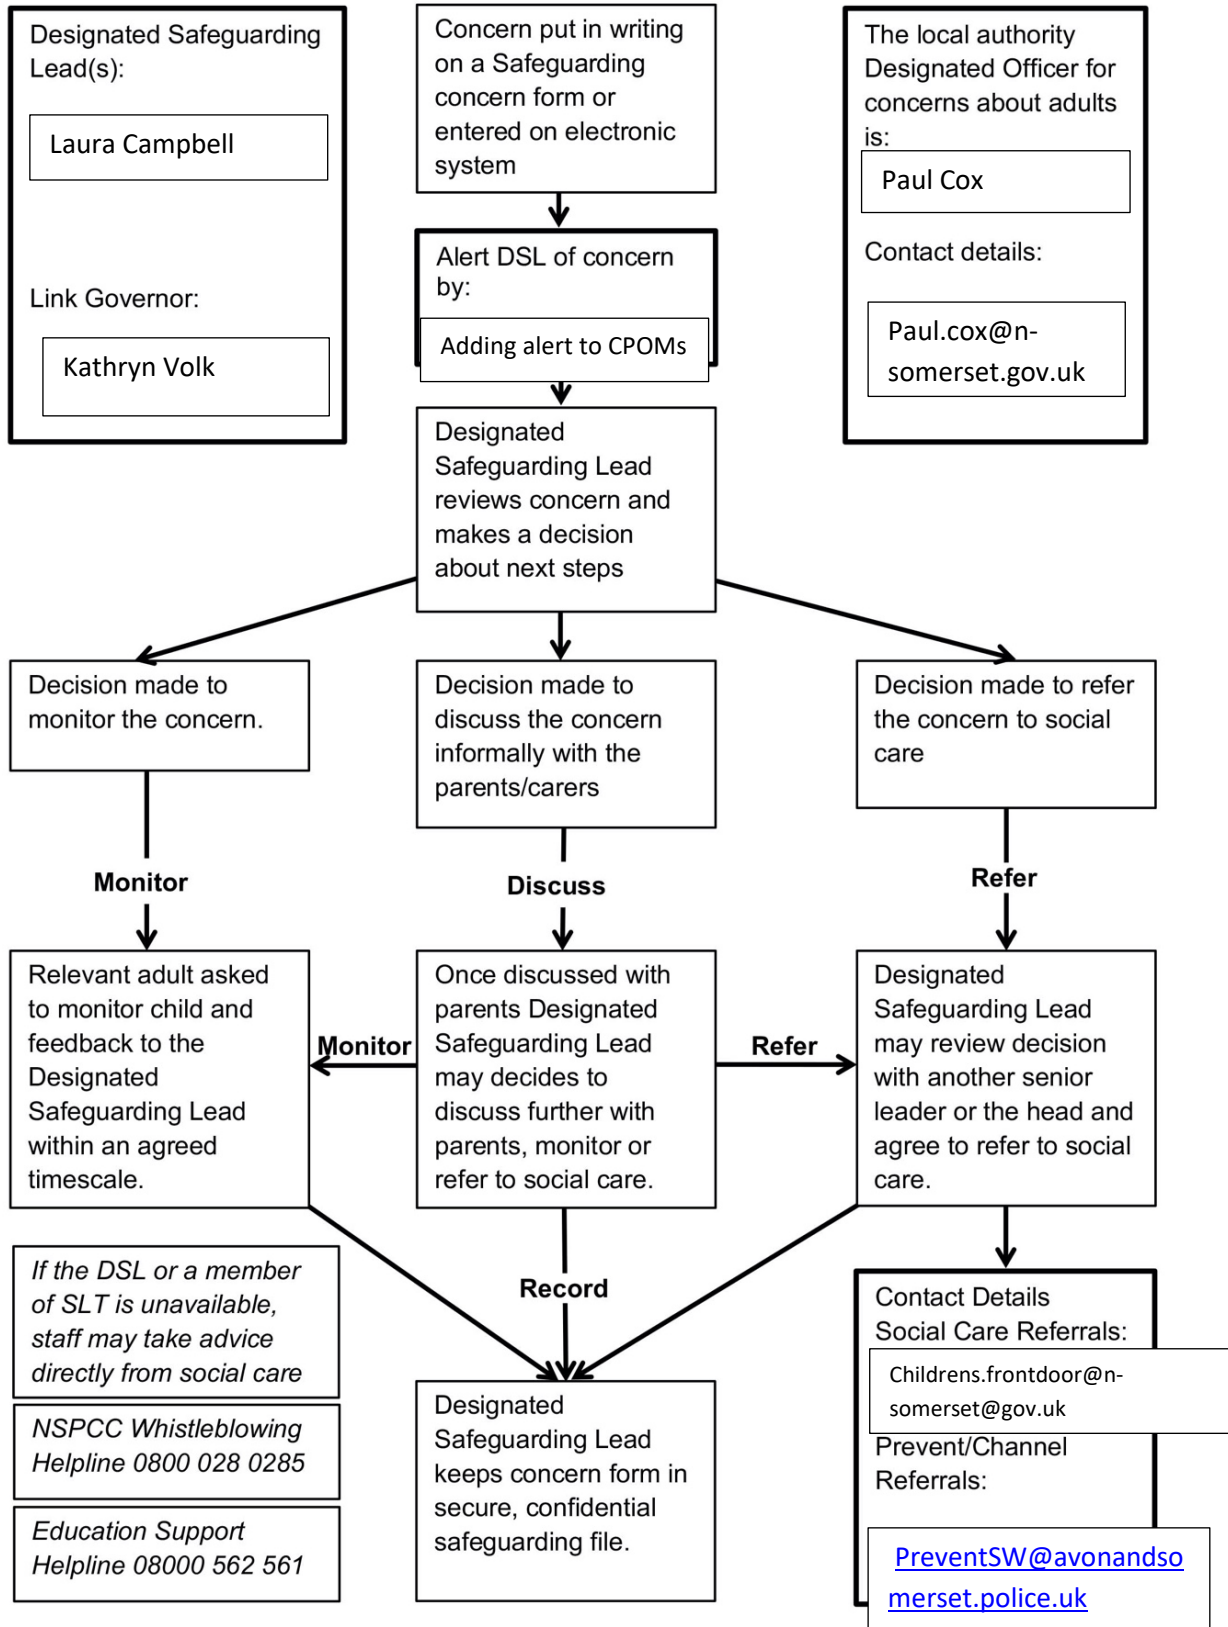 Designated Safeguarding
Lead(s):
Laura Campbell
Link Governor:
Kathryn Volk
Concern put in writing
on a Safeguarding
concern form or
entered on electronic
system
The local authority
Designated Officer for
concerns about adults
is:
Paul Cox
Contact details:
Paul.cox@n-
somerset.gov.uk
Alert DSL of concern
by:
Adding alert to CPOMs
Designated
Safeguarding Lead
reviews concern and
makes a decision
about next steps
Decision made to
monitor the concern.
Decision made to
discuss the concern
informally with the
parents/carers
Decision made to refer
the concern to social
care
Monitor
Discuss
Refer
Relevant adult asked
to monitor child and
feedback to the
Designated
Safeguarding Lead
within an agreed
timescale.
Monitor
Once discussed with
parents Designated
Safeguarding Lead
may decides to
discuss further with
parents, monitor or
refer to social care.
Refer
Designated
Safeguarding Lead
may review decision
with another senior
leader or the head and
agree to refer to social
care.
If the DSL or a member
of SLT is unavailable,
staff may take advice
directly from social care
NSPCC Whistleblowing
Helpline 0800 028 0285
Education Support
Helpline 08000 562 561
Record
Designated
Safeguarding Lead
keeps concern form in
secure, confidential
safeguarding file.
Contact Details
Social Care Referrals:
Childrens.frontdoor@n-
somerset@gov.uk
Prevent/Channel
Referrals:
PreventSW@avonandso
merset.police.uk